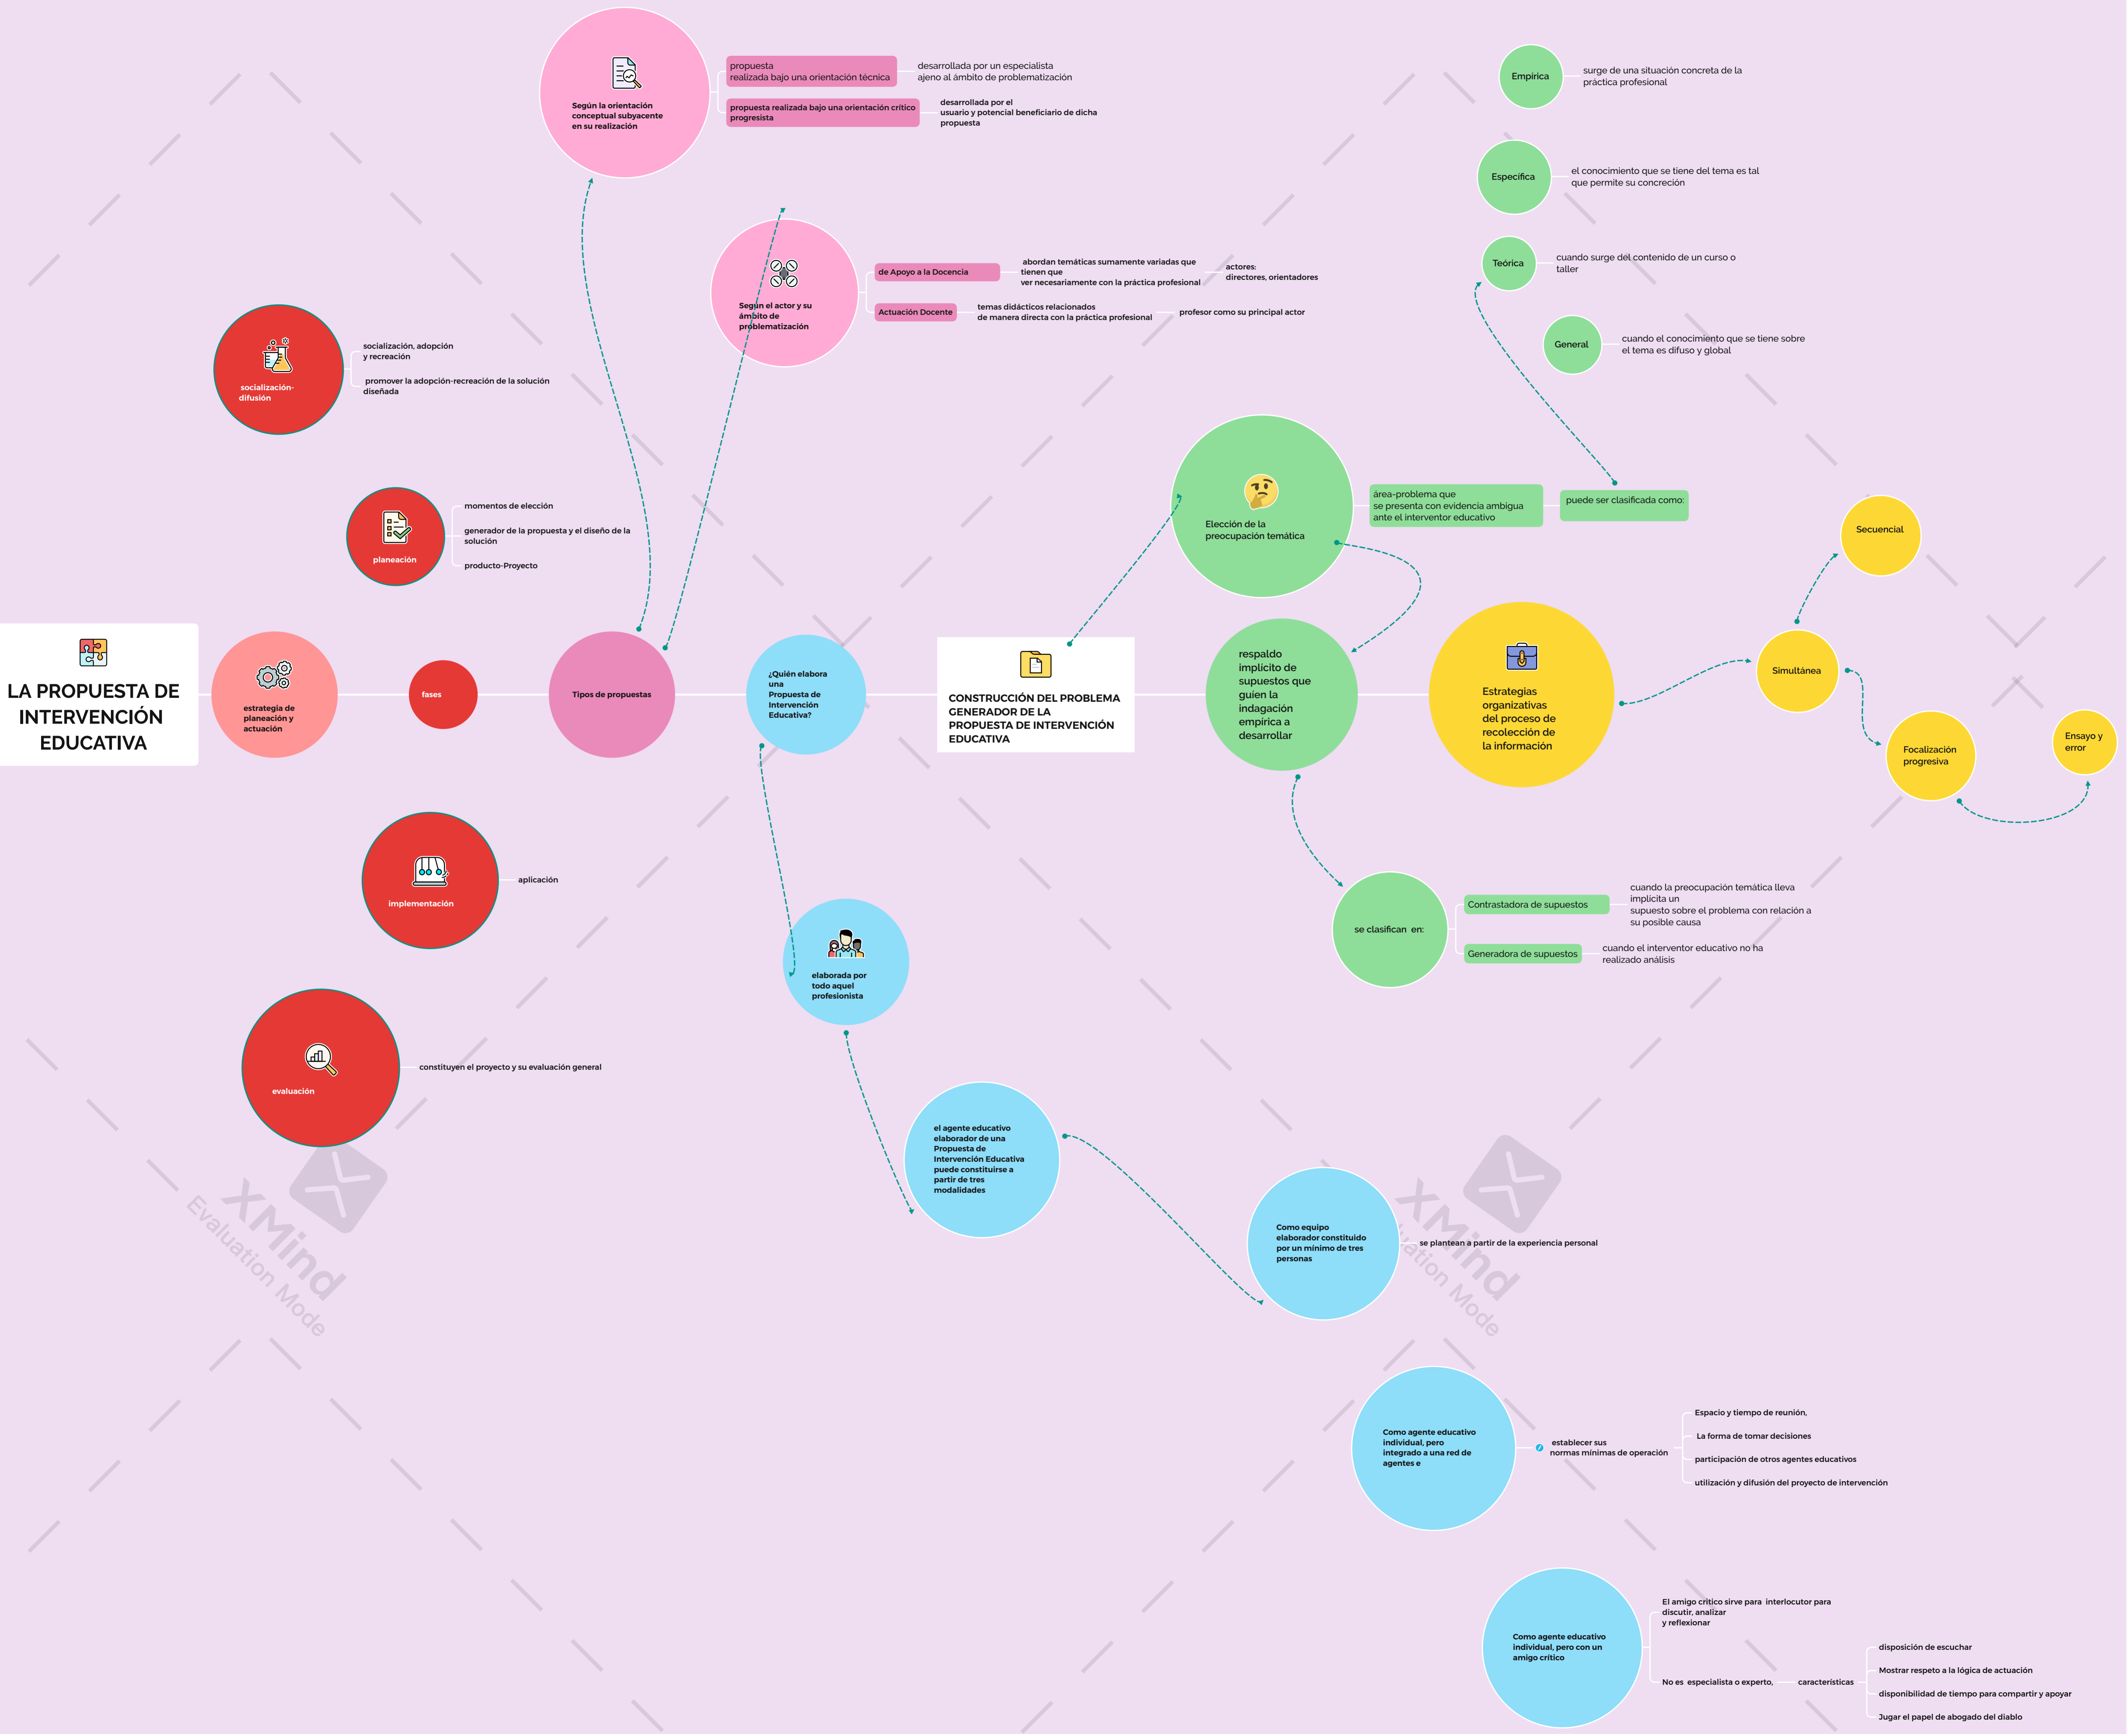 LA PROPUESTA DE
INTERVENCIÓN
EDUCATIVA
estrategia de
planeación y
actuación
fases
socialización-
difusión
socialización, adopción
y recreación
promover la adopción-recreación de la solución
diseñada
planeación
momentos de elección
generador de la propuesta y el diseño de la
solución
producto-Proyecto
implementación
aplicación
evaluación
constituyen el proyecto y su evaluación general
Tipos de propuestas
Según la orientación
conceptual subyacente
en su realización
propuesta
realizada bajo una orientación técnica
desarrollada por un especialista
ajeno al ámbito de problematización
propuesta realizada bajo una orientación crítico
progresista
desarrollada por el
usuario y potencial beneficiario de dicha
propuesta
Según el actor y su
ámbito de
problematización
de Apoyo a la Docencia
abordan temáticas sumamente variadas que
tienen que
ver necesariamente con la práctica profesional
actores:
directores, orientadores
Actuación Docente
temas didácticos relacionados
de manera directa con la práctica profesional
profesor como su principal actor
¿Quién elabora
una
Propuesta de
Intervención
Educativa?
elaborada por
todo aquel
profesionista
el agente educativo
elaborador de una
Propuesta de
Intervención Educativa
puede constituirse a
partir de tres
modalidades
Como equipo
elaborador constituido
por un mínimo de tres
personas
se plantean a partir de la experiencia personal
Como agente educativo
individual, pero
integrado a una red de
agentes e
establecer sus
normas mínimas de operación
Espacio y tiempo de reunión,
La forma de tomar decisiones
participación de otros agentes educativos
utilización y difusión del proyecto de intervención
Como agente educativo
individual, pero con un
amigo crítico
El amigo critico sirve para  interlocutor para
discutir, analizar
y reflexionar
No es  especialista o experto,
características
disposición de escuchar
Mostrar respeto a la lógica de actuación
disponibilidad de tiempo para compartir y apoyar
Jugar el papel de abogado del diablo
CONSTRUCCIÓN DEL PROBLEMA
GENERADOR DE LA
PROPUESTA DE INTERVENCIÓN
EDUCATIVA
Elección de la
preocupación temática
área-problema que
se presenta con evidencia ambigua
ante el interventor educativo
puede ser clasificada como:
Empírica
surge de una situación concreta de la
práctica profesional
Especifica
el conocimiento que se tiene del tema es tal
que permite su concreción
Teórica
cuando surge del contenido de un curso o
taller
General
cuando el conocimiento que se tiene sobre
el tema es difuso y global
respaldo
implícito de
supuestos que
guíen la
indagación
empírica a
desarrollar
se clasifican  en:
Contrastadora de supuestos
cuando la preocupación temática lleva
implícita un
supuesto sobre el problema con relación a
su posible causa
Generadora de supuestos
cuando el interventor educativo no ha
realizado análisis
Estrategias
organizativas
del proceso de
recolección de
la información
Secuencial
Simultánea
Focalización
progresiva
Ensayo y
error
XMind
Evaluation Mode
XMind
uation Mode